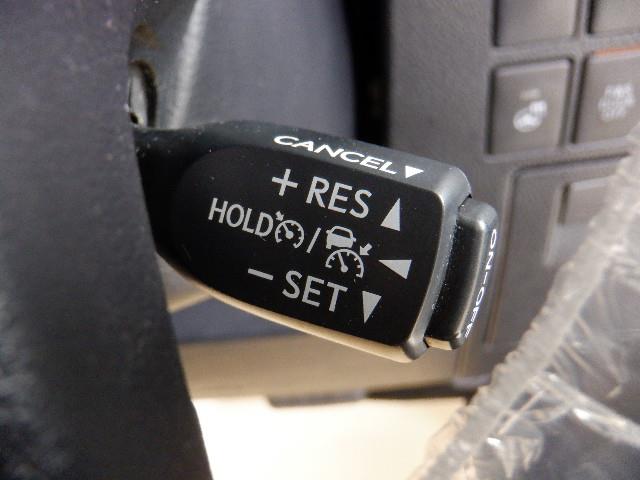 CANCEL▼
+ RES ▲
HOLD /
– SET ▼
ON-OFF